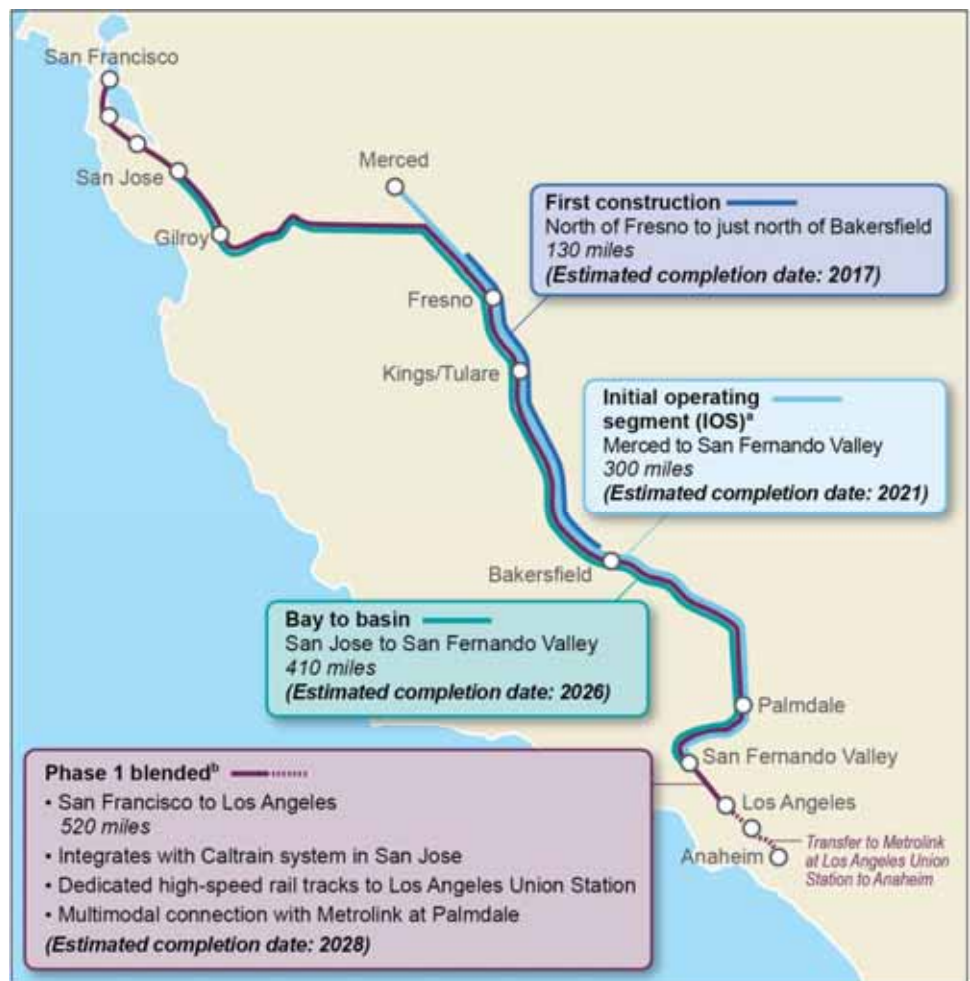 San Francisco
San Jose
Gilroy
Merced
First construction
North of Fresno to just north of Bakersfield
130 miles
(Estimated completion date: 2017)
Fresno
Kings/Tulare
Initial operating
segment (IOS)ᵃ
Merced to San Fernando Valley
300 miles
(Estimated completion date: 2021)
Bakersfield
Bay to basin
San Jose to San Fernando Valley
410 miles
(Estimated completion date: 2026)
Palmdale
San Fernando Valley
Phase 1 blendedᵇ
• San Francisco to Los Angeles
520 miles
• Integrates with Caltrain system in San Jose
• Dedicated high-speed rail tracks to Los Angeles Union Station
• Multimodal connection with Metrolink at Palmdale
(Estimated completion date: 2028)
Los Angeles
Anaheim
Transfer to Metrolink
at Los Angeles Union
Station to Anaheim